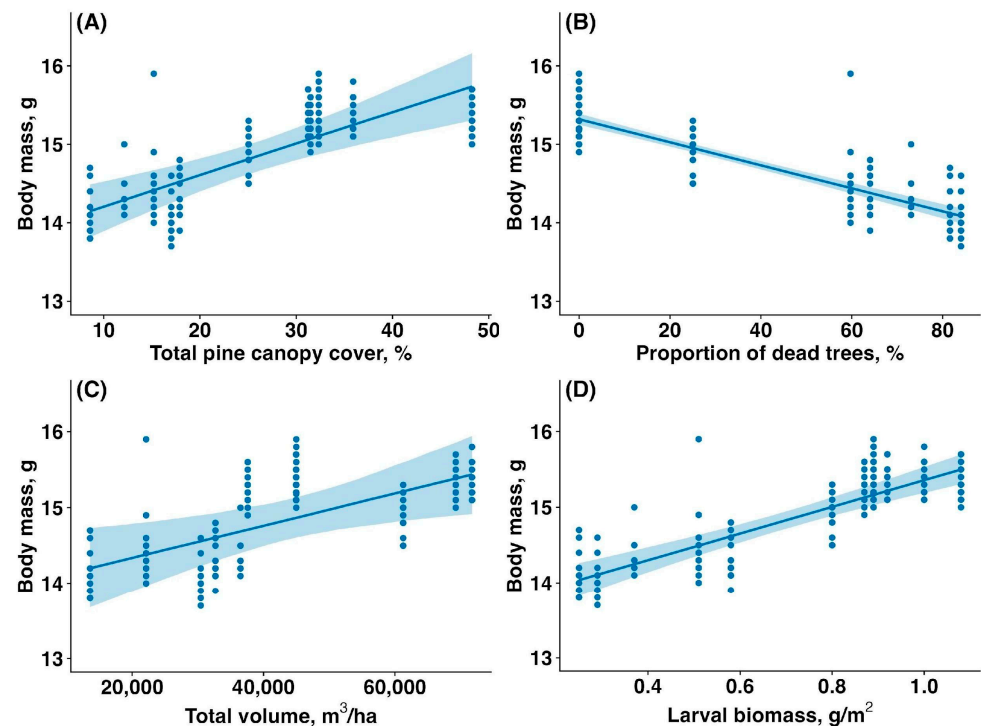 (A)
Body mass, g
16
15
14
13
10 20 30 40 50
Total pine canopy cover, %
(B)
Body mass, g
16
15
14
13
0 20 40 60 80
Proportion of dead trees, %
(C)
Body mass, g
16
15
14
13
20,000 40,000 60,000
Total volume, m³/ha
(D)
Body mass, g
16
15
14
13
0.4 0.6 0.8 1.0
Larval biomass, g/m²